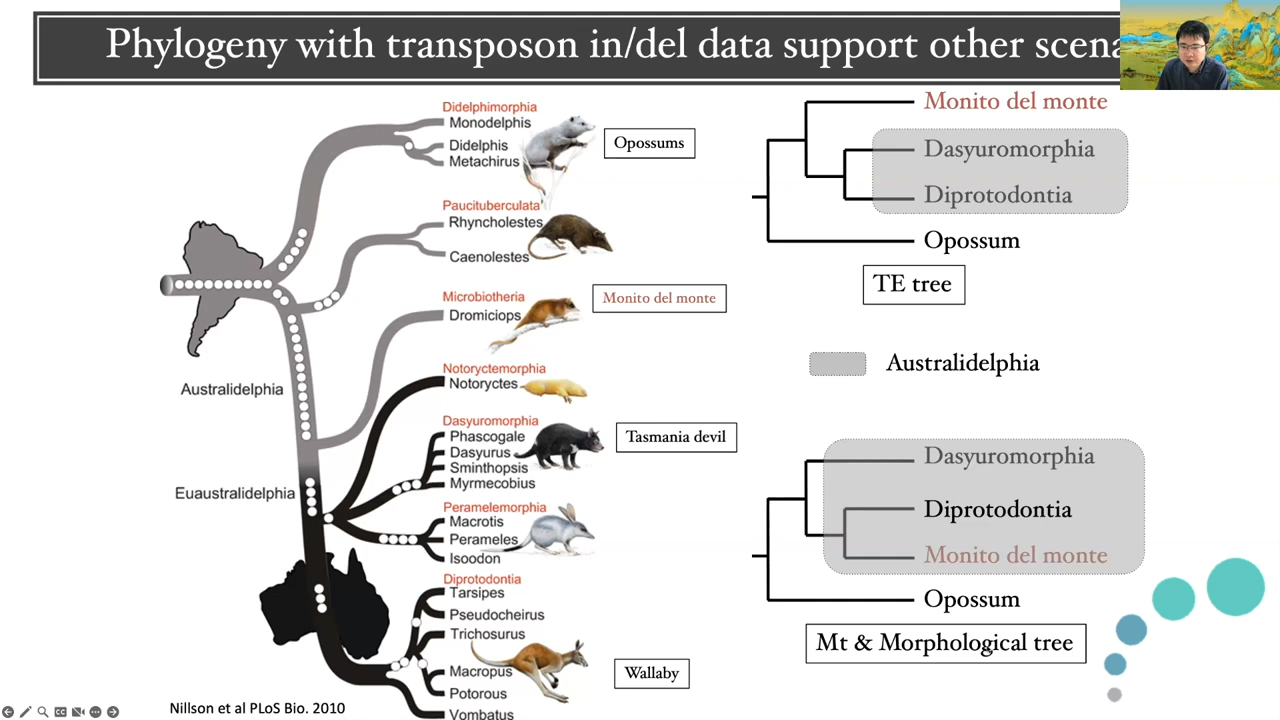 Phylogeny with transposon in/del data support other scena
Didelphimorphia
Monodelphis
Didelphis
Metachirus
Opossums
Paucituberculata
Rhyncholestes
Caenolestes
Microbiotheria
Dromiciops
Monito del monte
Notoryctemorphia
Notoryctes
Australidelphia
Dasyuromorphia
Phascogale
Dasyurus
Sminthopsis
Myrmecobius
Tasmania devil
Euaustralidelphia
Peramelemorphia
Macrotis
Perameles
Isoodon
Diprotodontia
Tarsipes
Pseudocheirus
Trichosurus
Macropus
Potorous
Vombatus
Wallaby
Nillson et al PLoS Bio. 2010
Monito del monte
Dasyuromorphia
Diprotodontia
Opossum
TE tree
Australidelphia
Dasyuromorphia
Diprotodontia
Monito del monte
Opossum
Mt & Morphological tree